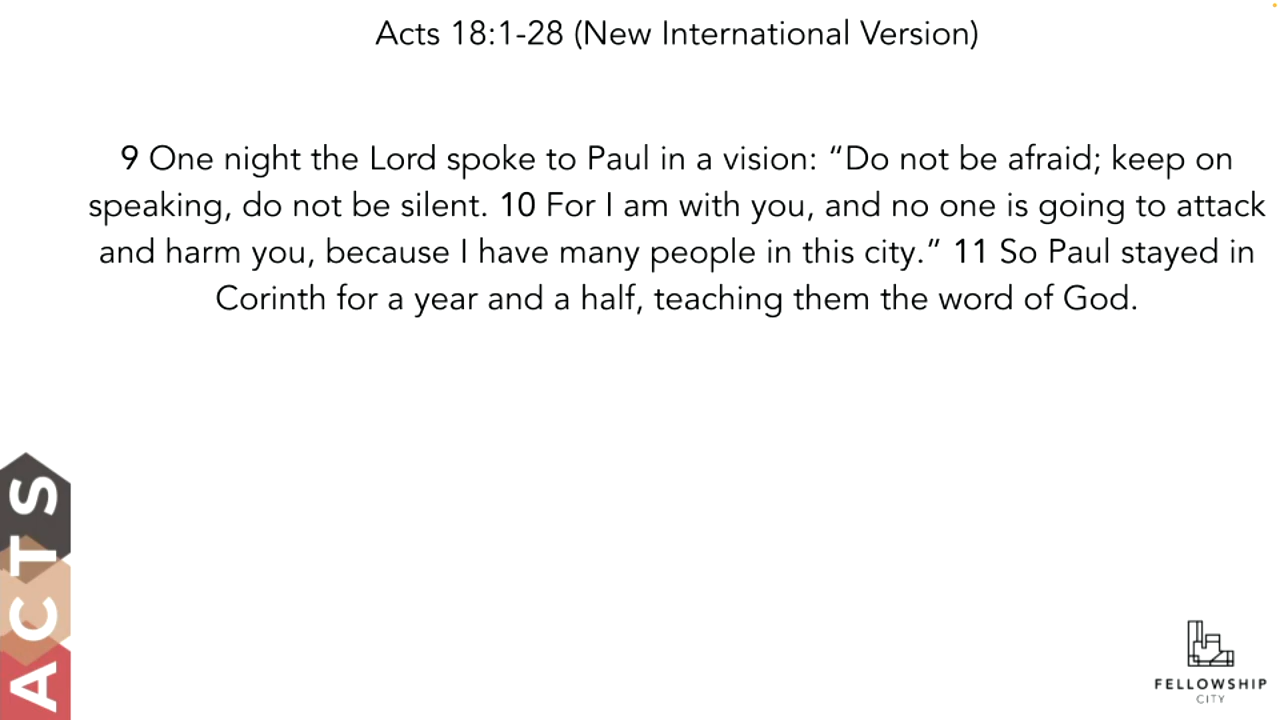 Acts 18:1-28 (New International Version)
9 One night the Lord spoke to Paul in a vision: “Do not be afraid; keep on
speaking, do not be silent. 10 For I am with you, and no one is going to attack
and harm you, because I have many people in this city.” 11 So Paul stayed in
Corinth for a year and a half, teaching them the word of God.
ACTS
FELLOWSHIP
CITY